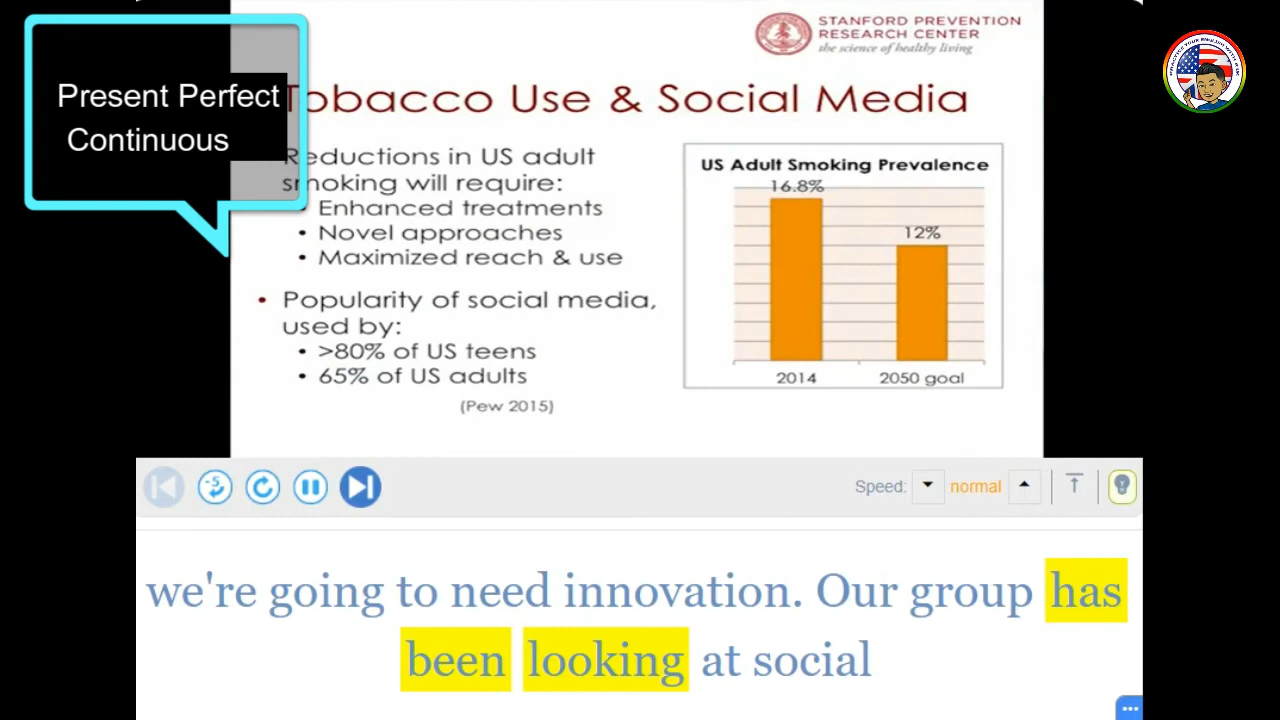 Present Perfect
Continuous
STANFORD PREVENTION
RESEARCH CENTER
the science of healthy living
Tobacco Use & Social Media
Reductions in US adult
smoking will require:
• Enhanced treatments
• Novel approaches
• Maximized reach & use
• Popularity of social media,
used by:
• >80% of US teens
• 65% of US adults
(Pew 2015)
US Adult Smoking Prevalence
16.8%
12%
2014
2050 goal
-5
Speed:
normal
we're going to need innovation. Our group has
been looking at social